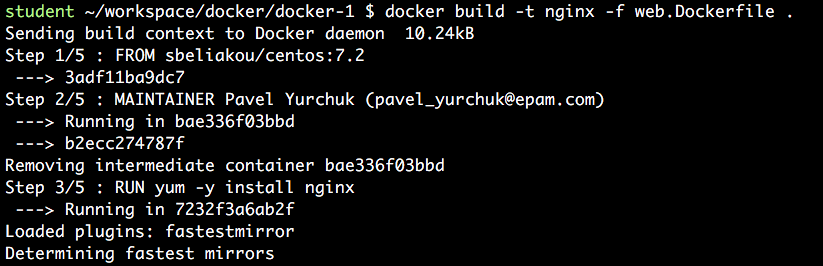 student ~/workspace/docker/docker-1 $ docker build -t nginx -f web.Dockerfile .
Sending build context to Docker daemon  10.24kB
Step 1/5 : FROM sbeliakou/centos:7.2
 ---> 3adf11ba9dc7
Step 2/5 : MAINTAINER Pavel Yurchuk (pavel_yurchuk@epam.com)
 ---> Running in bae336f03bbd
 ---> b2ecc274787f
Removing intermediate container bae336f03bbd
Step 3/5 : RUN yum -y install nginx
 ---> Running in 7232f3a6ab2f
Loaded plugins: fastestmirror
Determining fastest mirrors